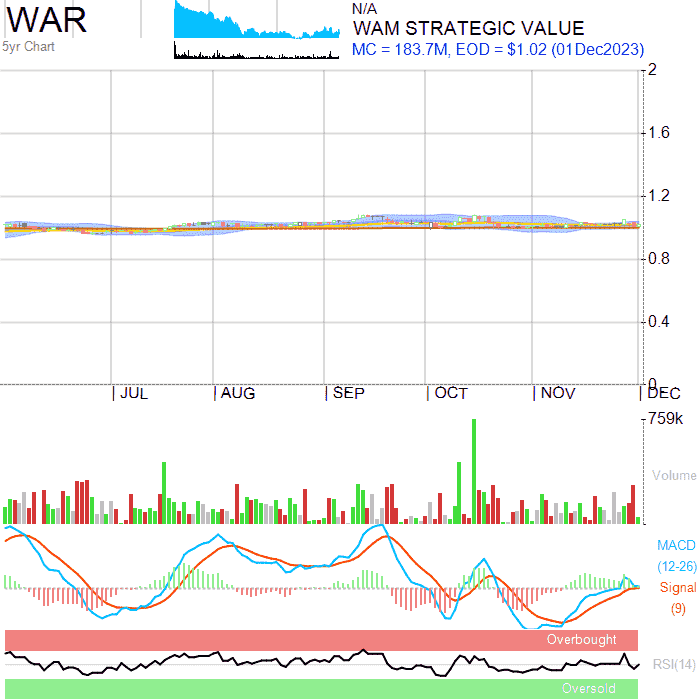 WAR
5yr Chart
N/A
WAM STRATEGIC VALUE
MC = 183.7M, EOD = $1.02 (01Dec2023)
2
1.6
1.2
0.8
0.4
0
JUL AUG SEP OCT NOV DEC
759k
Volume
MACD
(12-26)
Signal
(9)
Overbought
RSI(14)
Oversold